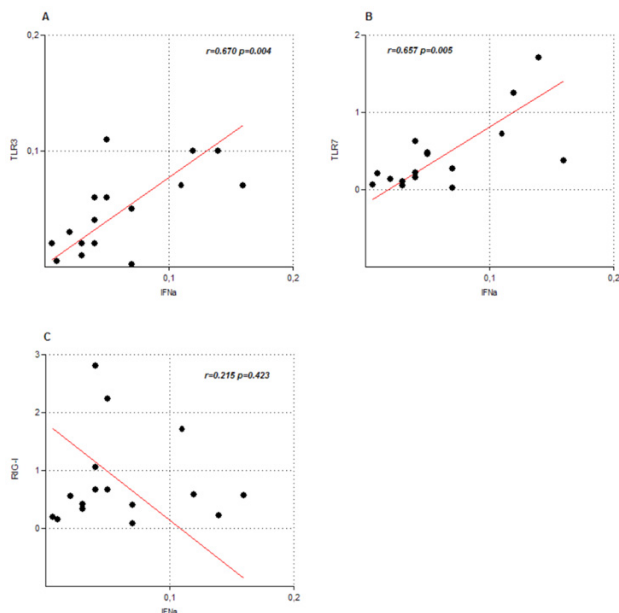 A
0,2
r=0.670 p=0.004
TLR3
0,1
0,1
0,2
IFNa
B
2
r=0.657 p=0.005
TLR7
1
0
0,1
0,2
IFNa
C
3
r=0.215 p=0.423
2
RIG-I
1
0
0,1
0,2
IFNa